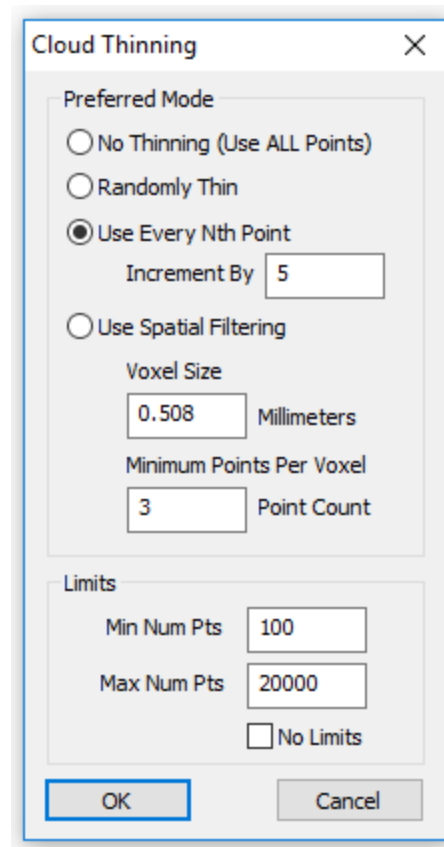 Cloud Thinning
Preferred Mode
No Thinning (Use ALL Points)
Randomly Thin
Use Every Nth Point
Increment By 5
Use Spatial Filtering
Voxel Size
0.508 Millimeters
Minimum Points Per Voxel
3 Point Count
Limits
Min Num Pts 100
Max Num Pts 20000
No Limits
OK Cancel